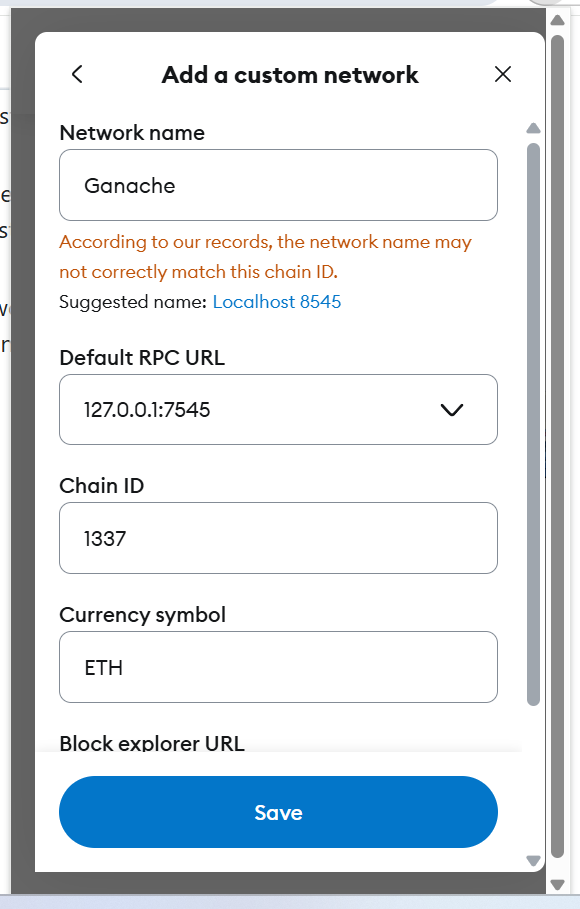 Add a custom network
Network name
Ganache
According to our records, the network name may
not correctly match this chain ID.
Suggested name: Localhost 8545
Default RPC URL
127.0.0.1:7545
Chain ID
1337
Currency symbol
ETH
Block explorer URL
Save